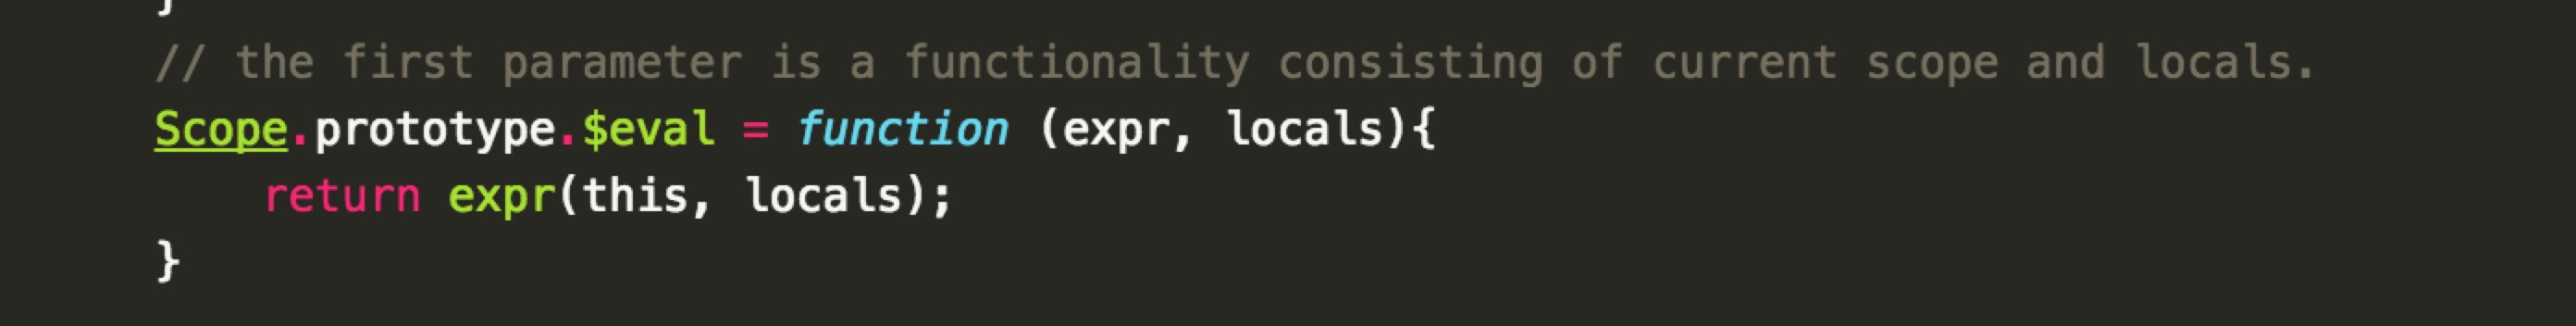 }
// the first parameter is a functionality consisting of current scope and locals.
Scope.prototype.$eval = function (expr, locals){
    return expr(this, locals);
}